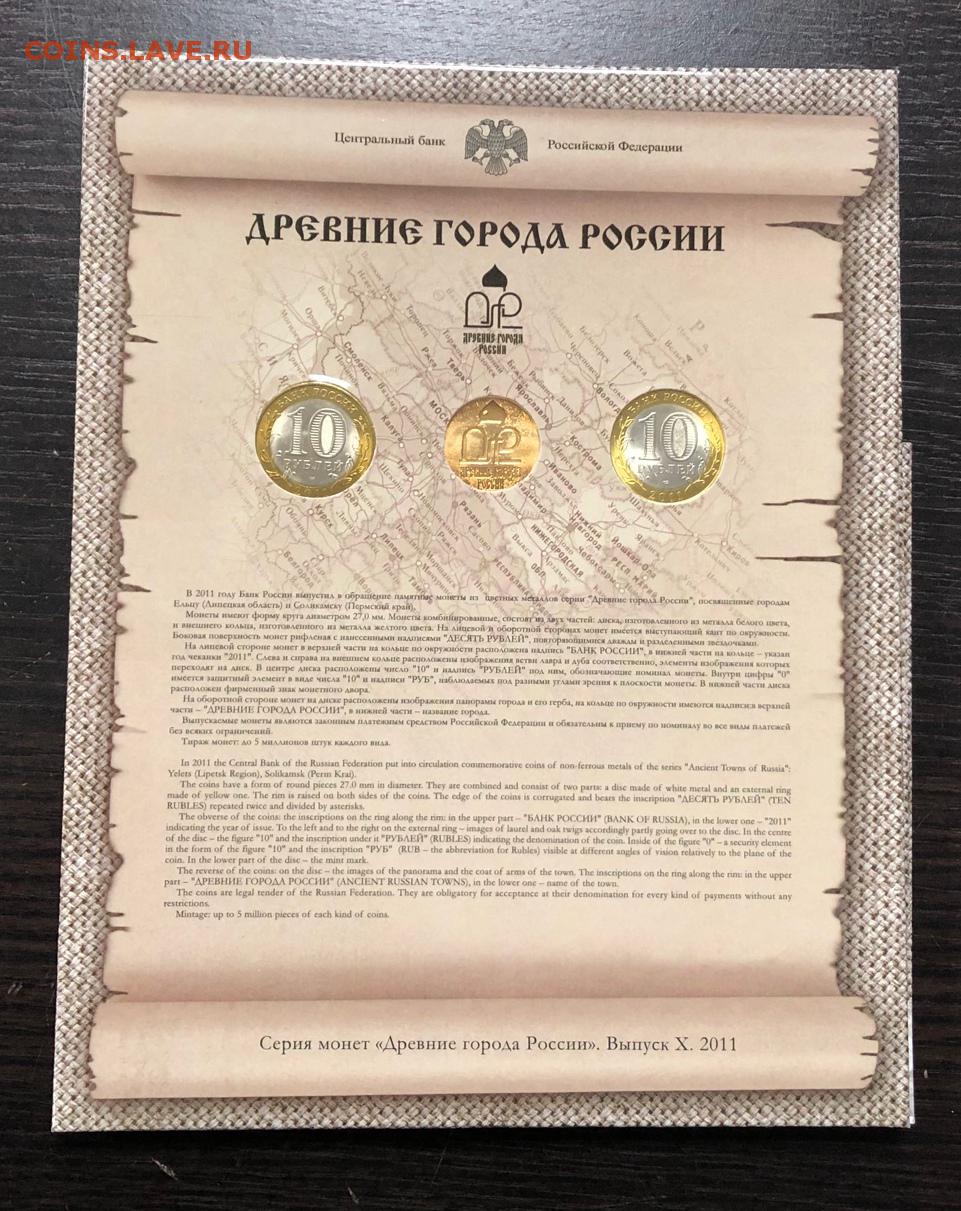 COINS.LAVE.RU
Центральный банк
Российской Федерации
ДРЕВНИЕ ГОРОДА РОССИИ
ДГР
ДРЕВНИЕ ГОРОДА
РОССИИ
БАНК РОССИИ
10
РУБЛЕЙ
ДРЕВНИЕ ГОРОДА
РОССИИ
БАНК РОССИИ
10
РУБЛЕЙ
2011
Смоленск
Ржев
Тверь
Ярославль
Калуга
Кострома
Иваново
Рязань
Курск
Липецк
Белгород
Нижний
Новгород
НИЖЕГОРОДСКАЯ
ОБЛ
Йошкар-Ола
Чебоксары
Вологда
Киров
В 2011 году Банк России выпустил в обращение памятные монеты из цветных металлов серии "Древние города России", посвященные городам
Ельцу (Липецкая область) и Соликамску (Пермский край).
Монеты имеют форму круга диаметром 27,0 мм. Монеты комбинированные, состоят из двух частей: диска, изготовленного из металла белого цвета,
и внешнего кольца, изготовленного из металла желтого цвета. На лицевой и оборотной сторонах монет имеется выступающий кант по окружности.
Боковая поверхность монет рифленая с нанесенными надписями "ДЕСЯТЬ РУБЛЕЙ", повторяющимися дважды и разделенными звездочками.
На лицевой стороне монет в верхней части на кольце по окружности расположена надпись "БАНК РОССИИ", в нижней части на кольце – указан
год чеканки "2011". Слева и справа на внешнем кольце расположены изображения ветви лавра и дуба соответственно, элементы изображения которых
переходят на диск. В центре диска расположены число "10" и надпись "РУБЛЕЙ" под ним, обозначающие номинал монеты. Внутри цифры "0"
имеется защитный элемент в виде числа "10" и надписи "РУБ", наблюдаемых под разными углами зрения к плоскости монеты. В нижней части диска
расположен фирменный знак монетного двора.
На оборотной стороне монет на диске расположены изображения панорамы города и его герба, на кольце по окружности имеются надписи:в верхней
части – "ДРЕВНИЕ ГОРОДА РОССИИ", в нижней части – название города.
Выпускаемые монеты являются законным платежным средством Российской Федерации и обязательны к приему по номиналу во все виды платежей
без всяких ограничений.
Тираж монет: до 5 миллионов штук каждого вида.
In 2011 the Central Bank of the Russian Federation put into circulation commemorative coins of non-ferrous metals of the series "Ancient Towns of Russia":
Yelets (Lipetsk Region), Solikamsk (Perm Krai).
The coins have a form of round pieces 27.0 mm in diameter. They are combined and consist of two parts: a disc made of white metal and an external ring
made of yellow one. The rim is raised on both sides of the coins. The edge of the coins is corrugated and bears the inscription "ДЕСЯТЬ РУБЛЕЙ" (TEN
RUBLES) repeated twice and divided by asterisks.
The obverse of the coins: the inscriptions on the ring along the rim: in the upper part – "БАНК РОССИИ" (BANK OF RUSSIA), in the lower one – "2011"
indicating the year of issue. To the left and to the right on the external ring – images of laurel and oak twigs accordingly partly going over to the disc. In the centre
of the disc – the figure "10" and the inscription under it "РУБЛЕЙ" (RUBLES) indicating the denomination of the coin. Inside of the figure "0" – a security element
in the form of the figure "10" and the inscription "РУБ" (RUB – the abbreviation for Rubles) visible at different angles of vision relatively to the plane of the
coin. In the lower part of the disc – the mint mark.
The reverse of the coins: on the disc – the images of the panorama and the coat of arms of the town. The inscriptions on the ring along the rim: in the upper
part – "ДРЕВНИЕ ГОРОДА РОССИИ" (ANCIENT RUSSIAN TOWNS), in the lower one – name of the town.
The coins are legal tender of the Russian Federation. They are obligatory for acceptance at their denomination for every kind of payments without any
restrictions.
Mintage: up to 5 million pieces of each kind of coins.
Серия монет «Древние города России». Выпуск X. 2011